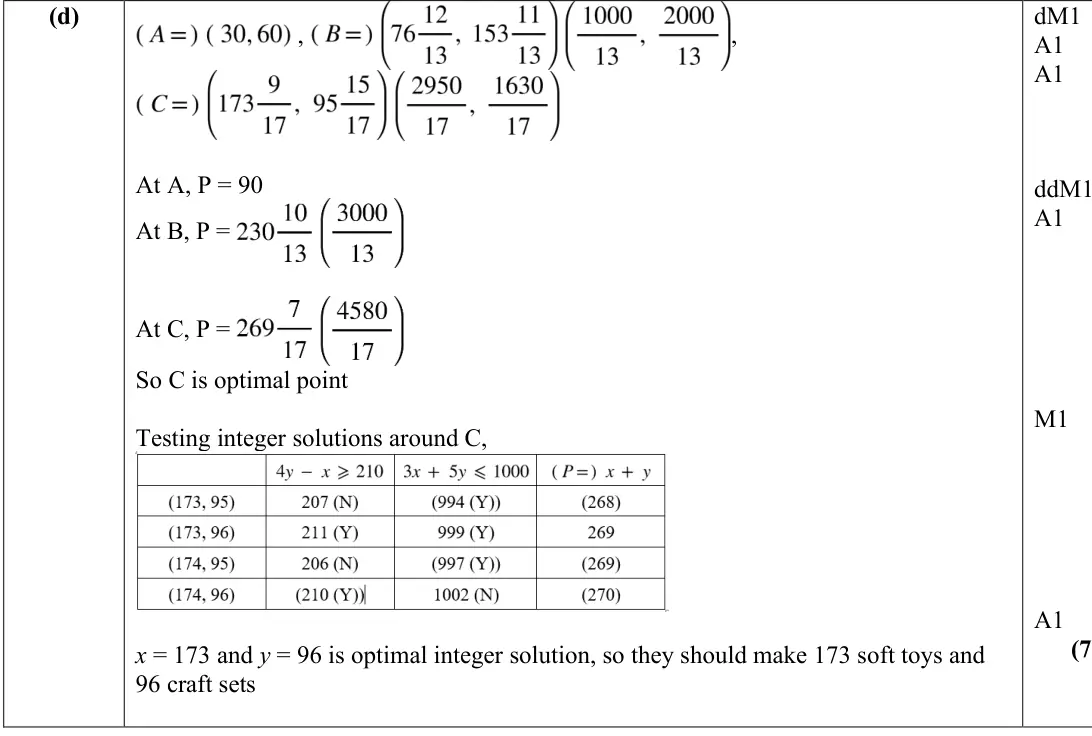 (d)
( A = ) ( 30, 60) , ( B = ) (76 12/13, 153 11/13) (1000/13, 2000/13),
( C = ) (173 9/17, 95 15/17) (2950/17, 1630/17)
dM1
A1
A1
At A, P = 90
At B, P = 230 10/13 (3000/13)
ddM1
A1
At C, P = 269 7/17 (4580/17)
So C is optimal point
Testing integer solutions around C,
M1
4y − x ⩾ 210 3x + 5y ⩽ 1000 ( P = ) x + y
(173, 95) 207 (N) (994 (Y)) (268)
(173, 96) 211 (Y) 999 (Y) 269
(174, 95) 206 (N) (997 (Y)) (269)
(174, 96) (210 (Y)) 1002 (N) (270)
A1
(7
x = 173 and y = 96 is optimal integer solution, so they should make 173 soft toys and
96 craft sets